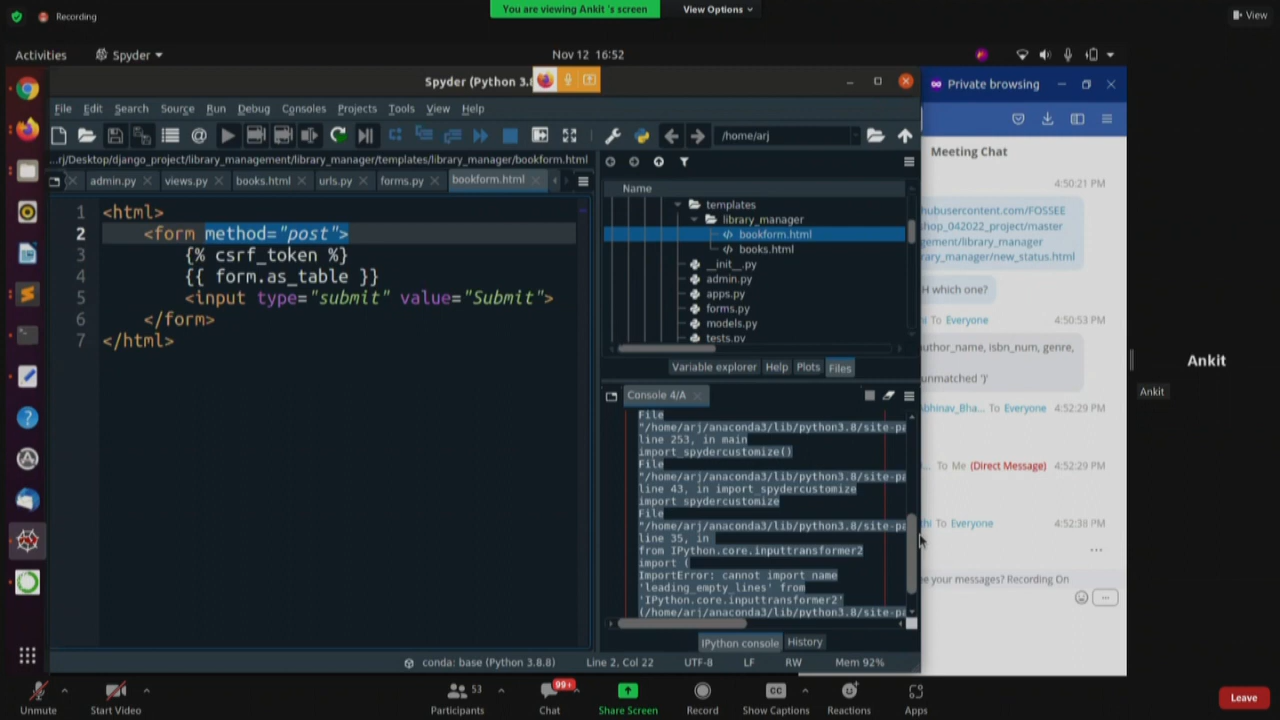 Recording
You are viewing Ankit 's screen
View Options
View
Activities
Spyder
Nov 12 16:52
Spyder (Python 3.8
Private browsing
File Edit Search Source Run Debug Consoles Projects Tools View Help
/home/arj
...rj/Desktop/django_project/library_management/library_manager/templates/library_manager/bookform.html
admin.py
views.py
books.html
urls.py
forms.py
bookform.html
1 <html>
2 <form method="post">
3 {% csrf_token %}
4 {{ form.as_table }}
5 <input type="submit" value="Submit">
6 </form>
7 </html>
Name
templates
library_manager
bookform.html
books.html
__init__.py
admin.py
apps.py
forms.py
models.py
tests.py
Variable explorer Help Plots Files
Console 4/A
File
"/home/arj/anaconda3/lib/python3.8/site-pa
line 253, in main
import_spydercustomize()
File
"/home/arj/anaconda3/lib/python3.8/site-pa
line 43, in import_spydercustomize
import spydercustomize
File
"/home/arj/anaconda3/lib/python3.8/site-pa
line 35, in
from IPython.core.inputtransformer2
import (
ImportError: cannot import name
'leading_empty_lines' from
'IPython.core.inputtransformer2'
(/home/arj/anaconda3/lib/python3.8/site-pa
IPython console History
conda: base (Python 3.8.8) Line 2, Col 22 UTF-8 LF RW Mem 92%
Meeting Chat
4:50:21 PM
hubusercontent.com/FOSSEE
shop_042022_project/master
gement/library_manager
rary_manager/new_status.html
H which one?
To Everyone 4:50:53 PM
uthor_name, isbn_num, genre,
unmatched '}'
bhinav_Bha... To Everyone 4:52:29 PM
... To Me (Direct Message) 4:52:29 PM
hi To Everyone 4:52:38 PM
...
e your messages? Recording On
Ankit
Ankit
Unmute
Start Video
Participants
53
Chat
99+
Share Screen
Record
CC
Show Captions
Reactions
Apps
Leave